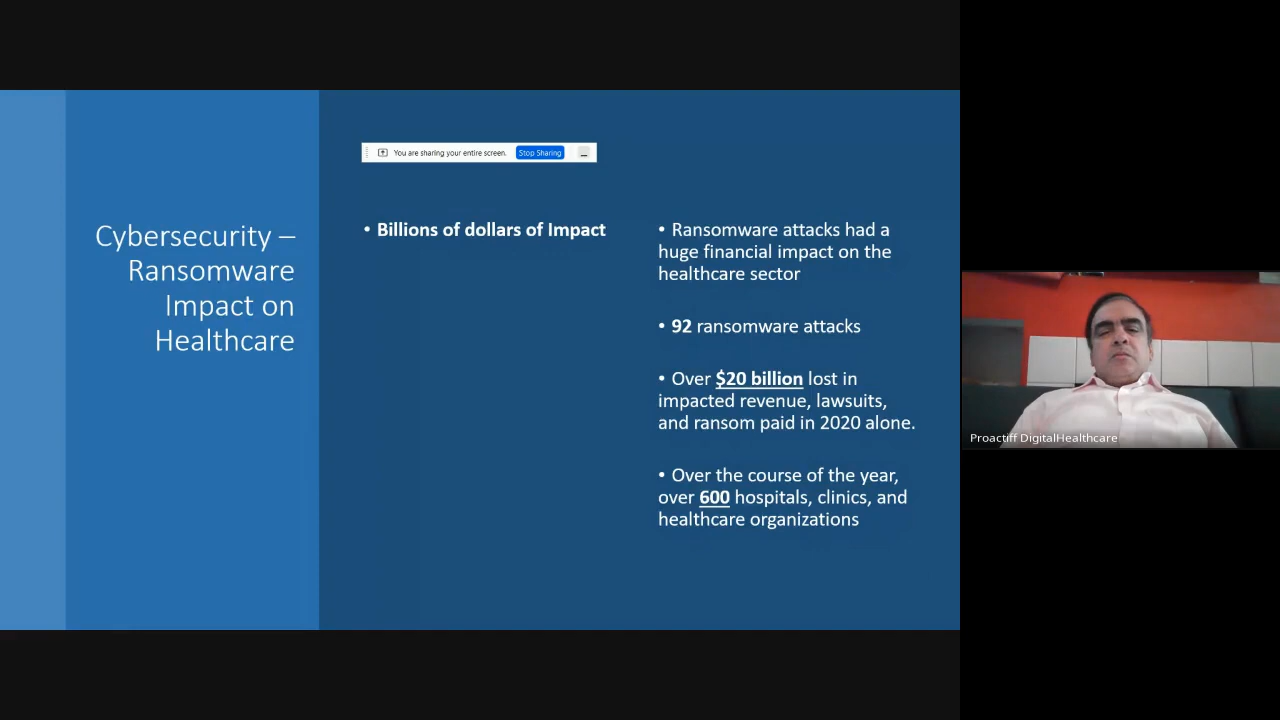 Cybersecurity –
Ransomware
Impact on
Healthcare
You are sharing your entire screen. Stop Sharing
• Billions of dollars of Impact
• Ransomware attacks had a
huge financial impact on the
healthcare sector
• 92 ransomware attacks
• Over $20 billion lost in
impacted revenue, lawsuits,
and ransom paid in 2020 alone.
• Over the course of the year,
over 600 hospitals, clinics, and
healthcare organizations
Proactiff DigitalHealthcare